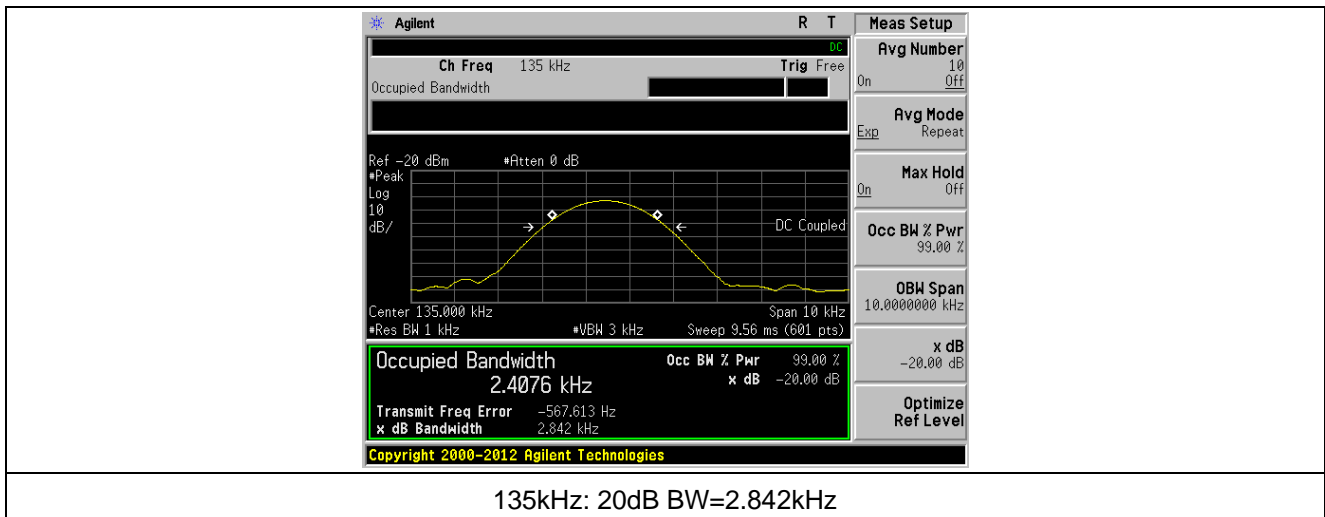 Agilent R T
DC
Ch Freq 135 kHz Trig Free
Occupied Bandwidth
Ref -20 dBm #Atten 0 dB
#Peak
Log
10
dB/
DC Coupled
Center 135.000 kHz Span 10 kHz
#Res BW 1 kHz #VBW 3 kHz Sweep 9.56 ms (601 pts)
Occupied Bandwidth Occ BW % Pwr 99.00 %
2.4076 kHz x dB -20.00 dB
Transmit Freq Error -567.613 Hz
x dB Bandwidth 2.842 kHz
Copyright 2000-2012 Agilent Technologies
Meas Setup
Avg Number
10
On Off
Avg Mode
Exp Repeat
Max Hold
On Off
Occ BW % Pwr
99.00 %
OBW Span
10.0000000 kHz
x dB
-20.00 dB
Optimize
Ref Level
135kHz: 20dB BW=2.842kHz